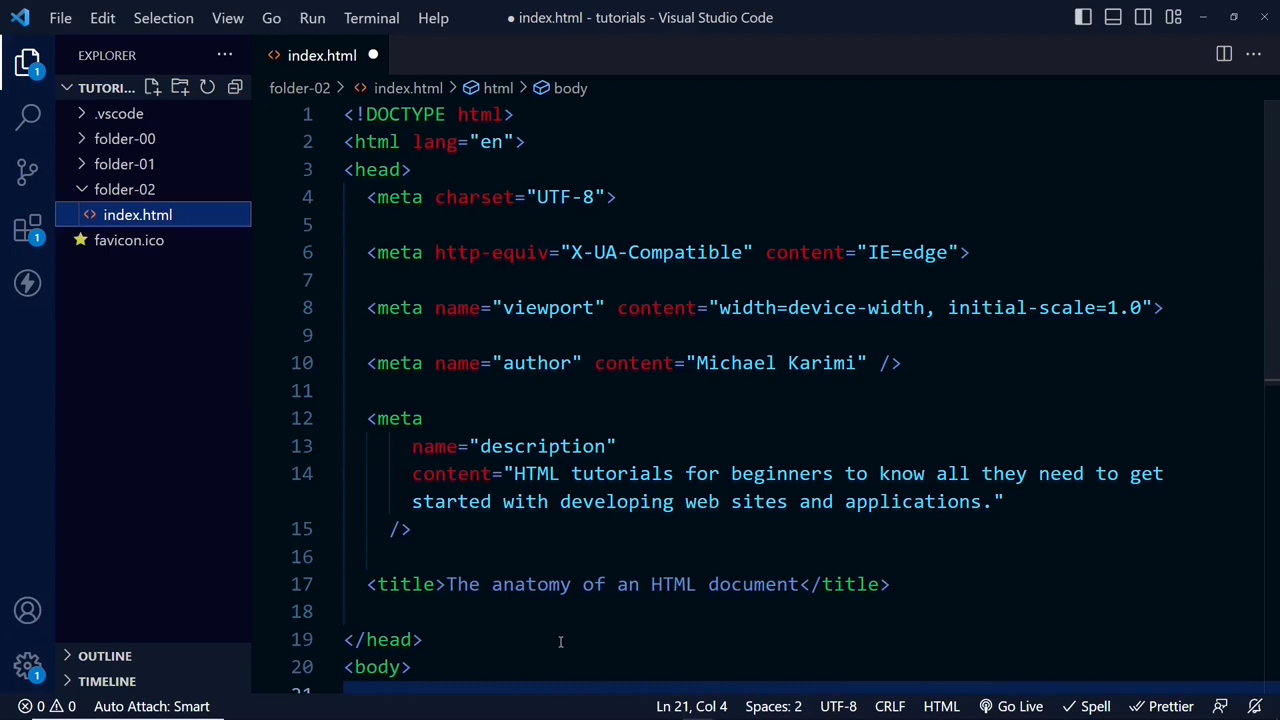 File Edit Selection View Go Run Terminal Help ● index.html - tutorials - Visual Studio Code
EXPLORER ···
index.html
TUTORI...
folder-02 > index.html > html > body
.vscode
folder-00
folder-01
folder-02
index.html
favicon.ico
1 <!DOCTYPE html>
2 <html lang="en">
3 <head>
4 <meta charset="UTF-8">
5
6 <meta http-equiv="X-UA-Compatible" content="IE=edge">
7
8 <meta name="viewport" content="width=device-width, initial-scale=1.0">
9
10 <meta name="author" content="Michael Karimi" />
11
12 <meta
13 name="description"
14 content="HTML tutorials for beginners to know all they need to get
started with developing web sites and applications."
15 />
16
17 <title>The anatomy of an HTML document</title>
18
19 </head>
20 <body>
21
OUTLINE
TIMELINE
1
1
1
0 0 Auto Attach: Smart Ln 21, Col 4 Spaces: 2 UTF-8 CRLF HTML Go Live Spell Prettier